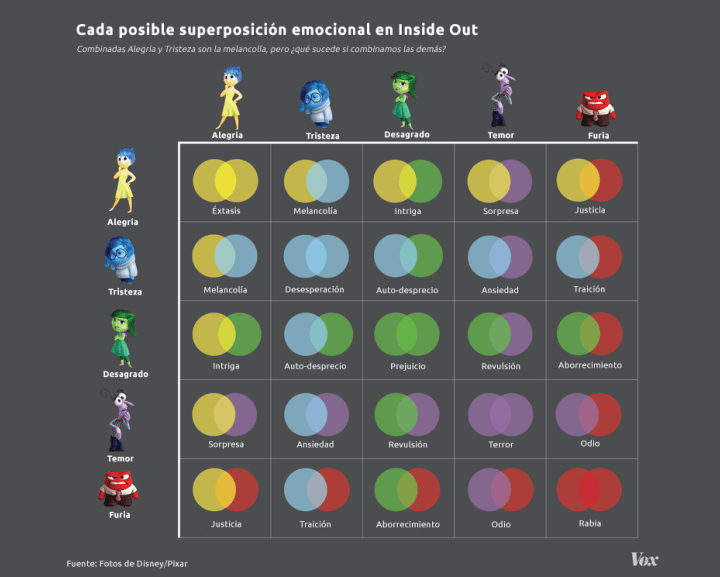 Cada posible superposición emocional en Inside Out
Combinadas Alegría y Tristeza son la melancolía, pero ¿qué sucede si combinamos las demás?
Alegría Tristeza Desagrado Temor Furia
Alegría
Éxtasis Melancolía Intriga Sorpresa Justicia
Tristeza
Melancolía Desesperación Auto-desprecio Ansiedad Traición
Desagrado
Intriga Auto-desprecio Prejuicio Revulsión Aborrecimiento
Temor
Sorpresa Ansiedad Revulsión Terror Odio
Furia
Justicia Traición Aborrecimiento Odio Rabia
Fuente: Fotos de Disney/Pixar
Vox